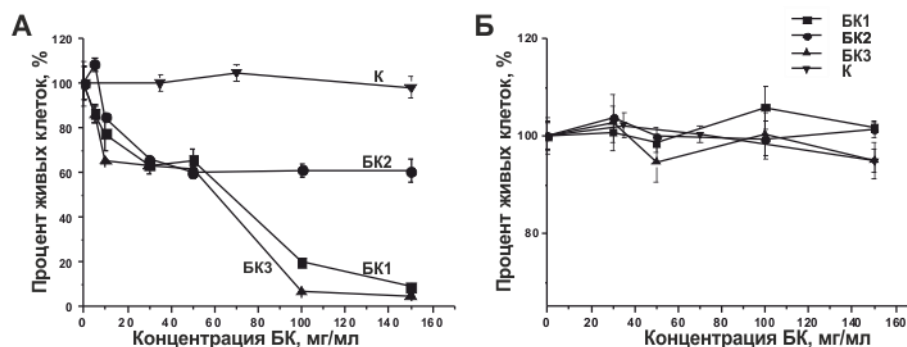 А
Процент живых клеток, %
120
100
80
60
40
20
0
К
БК2
БК3
БК1
0 20 40 60 80 100 120 140 160
Концентрация БК, мг/мл
Б
Процент живых клеток, %
120
100
80
БК1
БК2
БК3
К
0 20 40 60 80 100 120 140 160
Концентрация БК, мг/мл